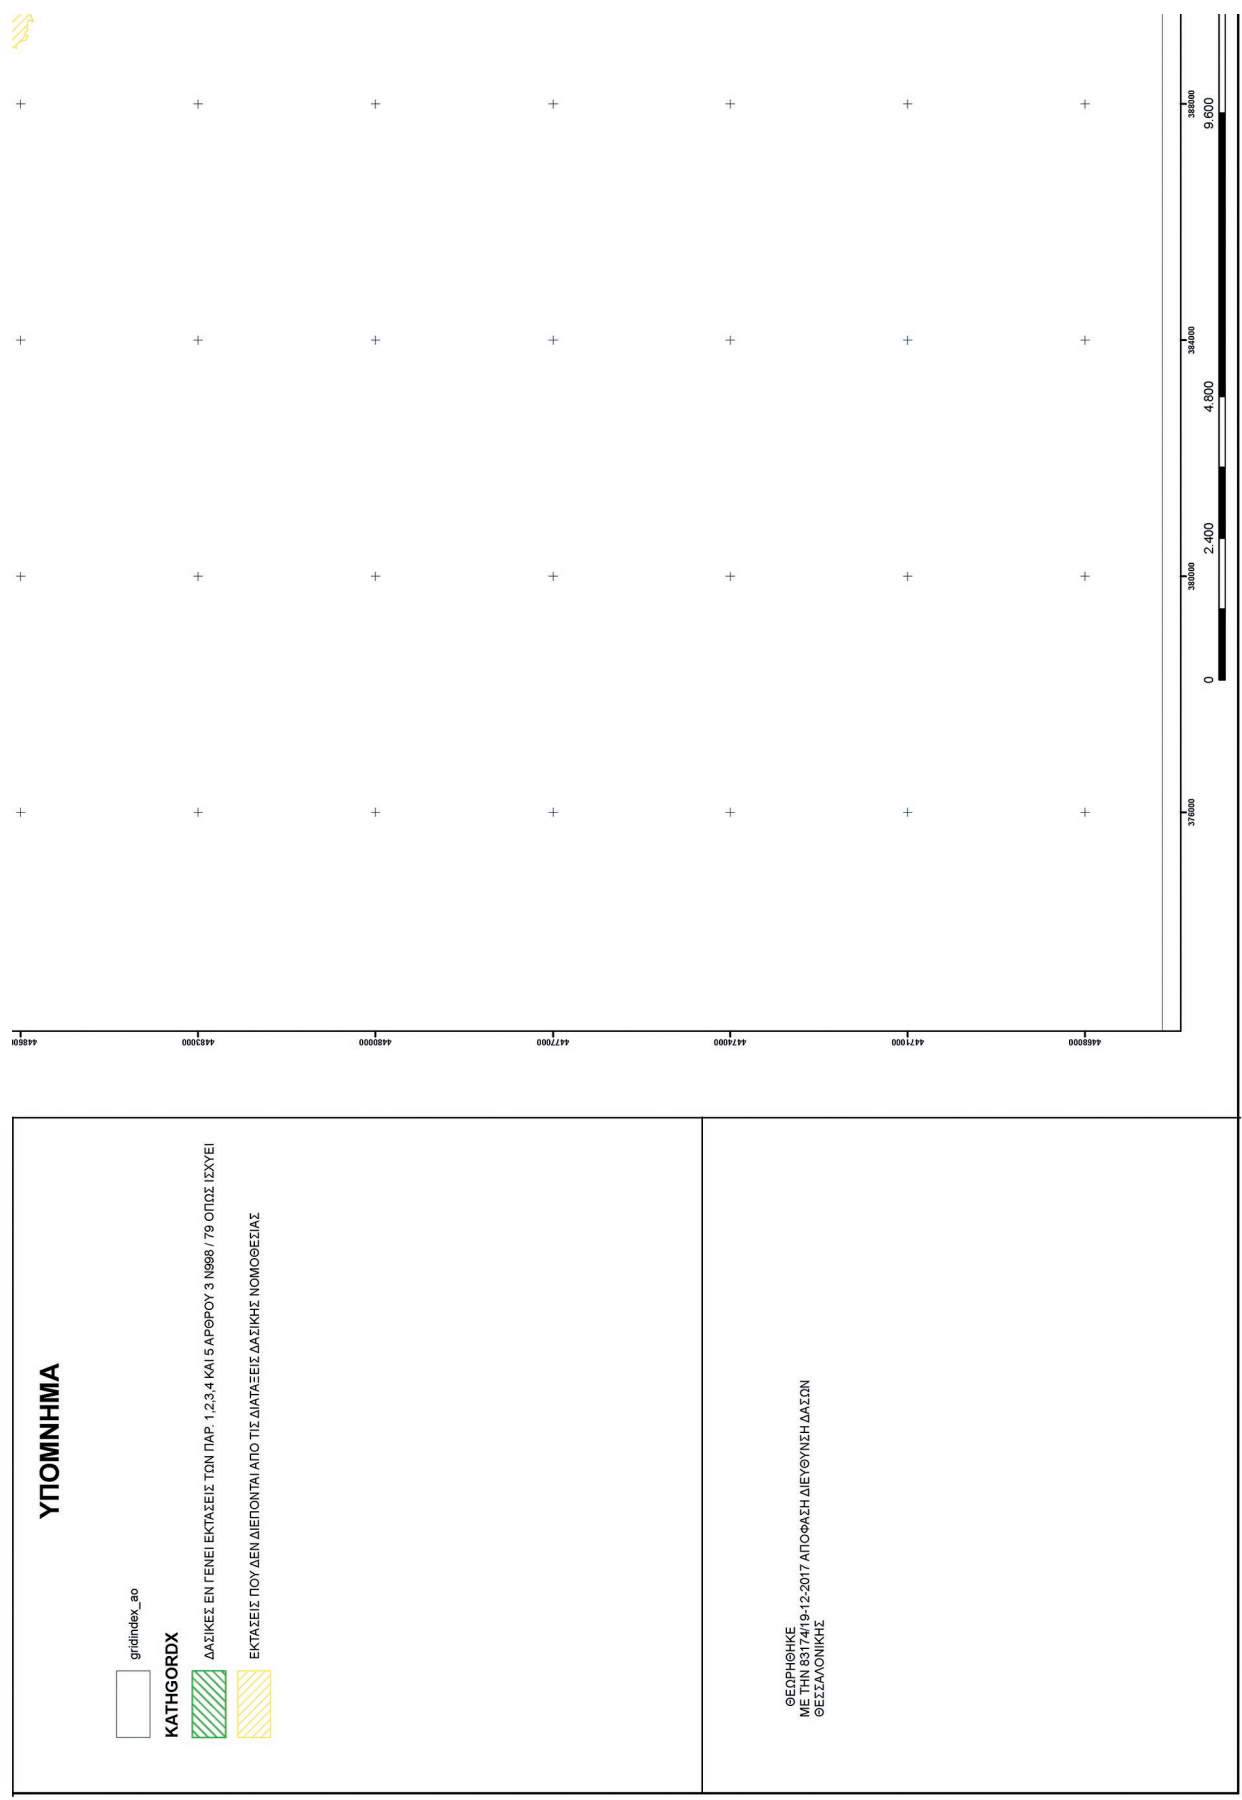 388000
384000
380000
376000
9.600
4.800
2.400
0
4483000
4480000
4477000
4474000
4471000
4468000
ΥΠΟΜΝΗΜΑ
gridindex_ao
KATHGORDX
ΔΑΣΙΚΕΣ ΕΝ ΓΕΝΕΙ ΕΚΤΑΣΕΙΣ ΤΩΝ ΠΑΡ. 1,2,3,4 ΚΑΙ 5 ΑΡΘΡΟΥ 3 Ν998 / 79 ΟΠΩΣ ΙΣΧΥΕΙ
ΕΚΤΑΣΕΙΣ ΠΟΥ ΔΕΝ ΔΙΕΠΟΝΤΑΙ ΑΠΟ ΤΙΣ ΔΙΑΤΑΞΕΙΣ ΔΑΣΙΚΗΣ ΝΟΜΟΘΕΣΙΑΣ
ΘΕΩΡΗΘΗΚΕ
ΜΕ ΤΗΝ 83174/19-12-2017 ΑΠΟΦΑΣΗ ΔΙΕΥΘΥΝΣΗ ΔΑΣΩΝ
ΘΕΣΣΑΛΟΝΙΚΗΣ